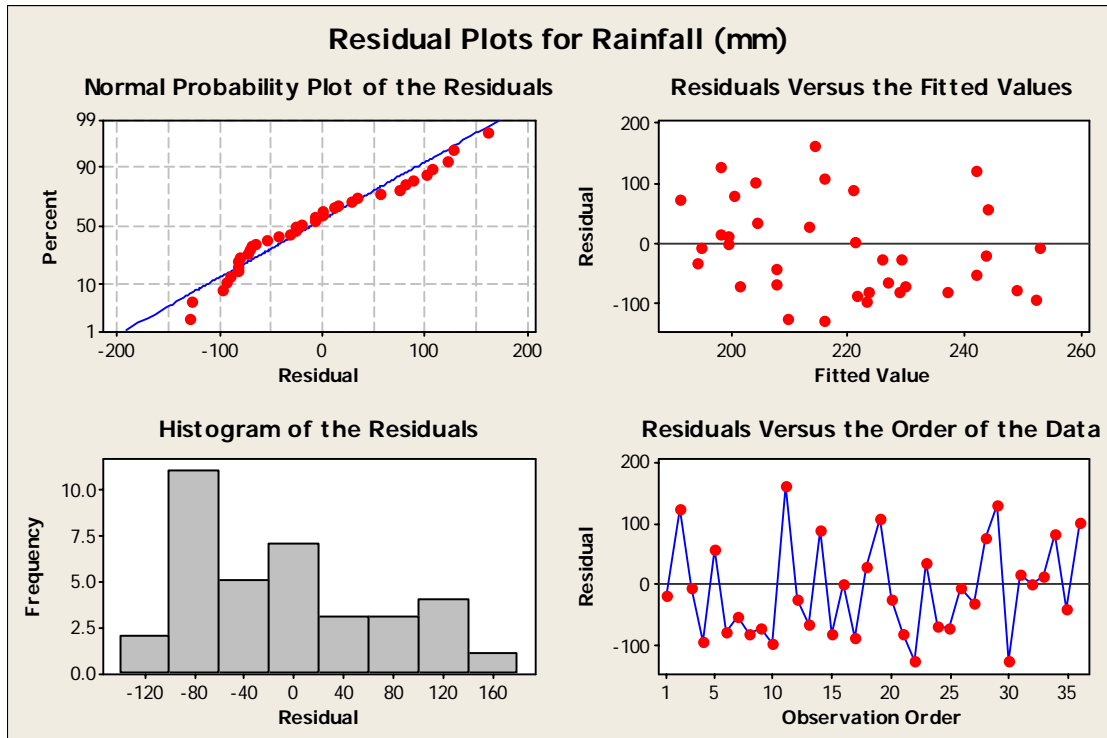 Residual Plots for Rainfall (mm)
Normal Probability Plot of the Residuals
Percent
99
90
50
10
1
-200 -100 0 100 200
Residual
Residuals Versus the Fitted Values
Residual
200
100
0
-100
200 220 240 260
Fitted Value
Histogram of the Residuals
Frequency
10.0
7.5
5.0
2.5
0.0
-120 -80 -40 0 40 80 120 160
Residual
Residuals Versus the Order of the Data
Residual
200
100
0
-100
1 5 10 15 20 25 30 35
Observation Order